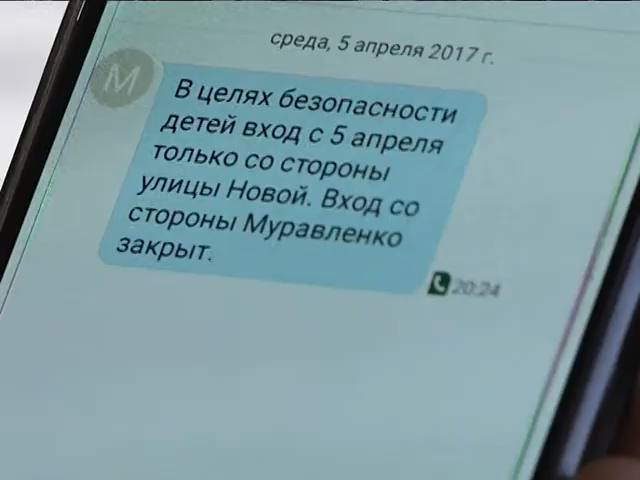 среда, 5 апреля 2017 г.
М
В целях безопасности
детей вход с 5 апреля
только со стороны
улицы Новой. Вход со
стороны Муравленко
закрыт.
20:24